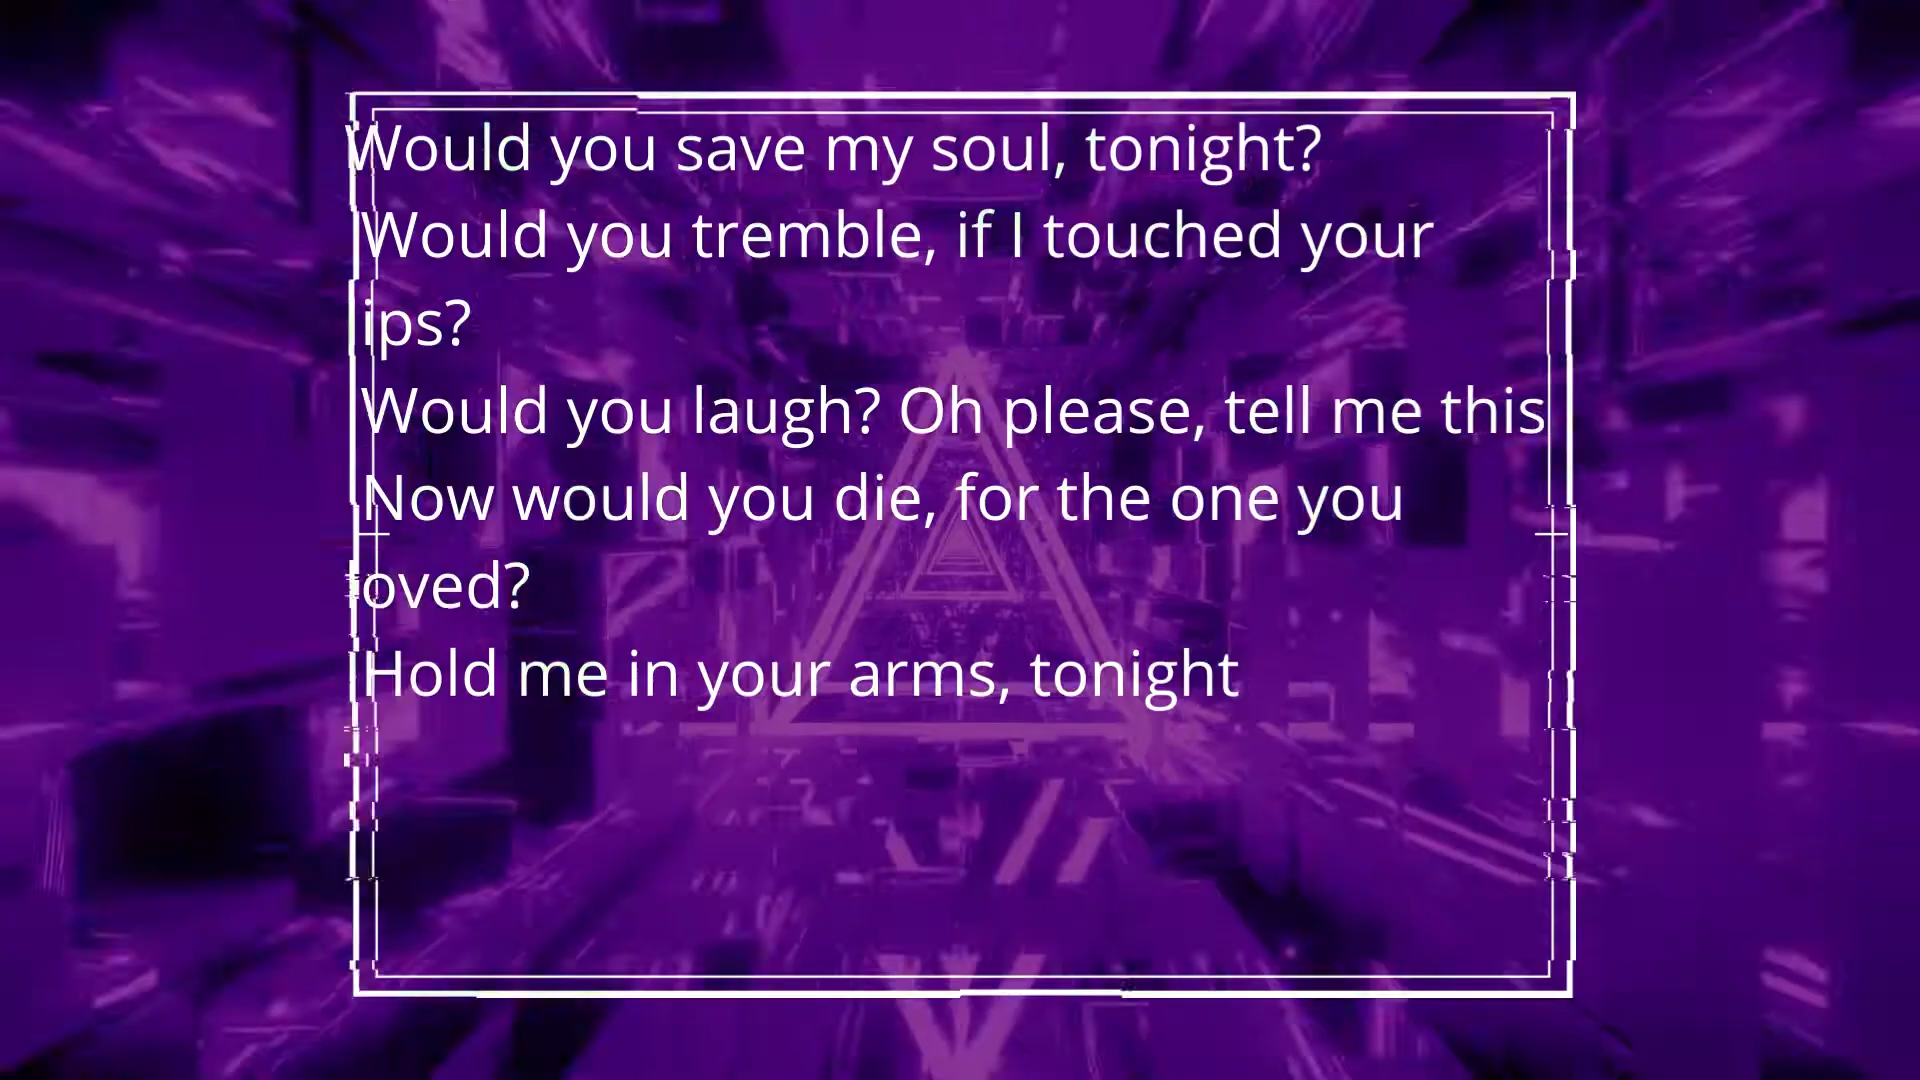 Would you save my soul, tonight?
Would you tremble, if I touched your
lips?
Would you laugh? Oh please, tell me this
Now would you die, for the one you
loved?
Hold me in your arms, tonight